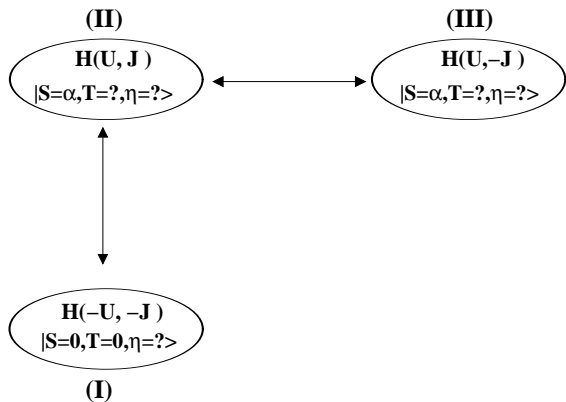 (II)
H(U, J )
|S=α,T=?,η=?>
(III)
H(U,−J)
|S=α,T=?,η=?>
H(−U, −J )
|S=0,T=0,η=?>
(I)